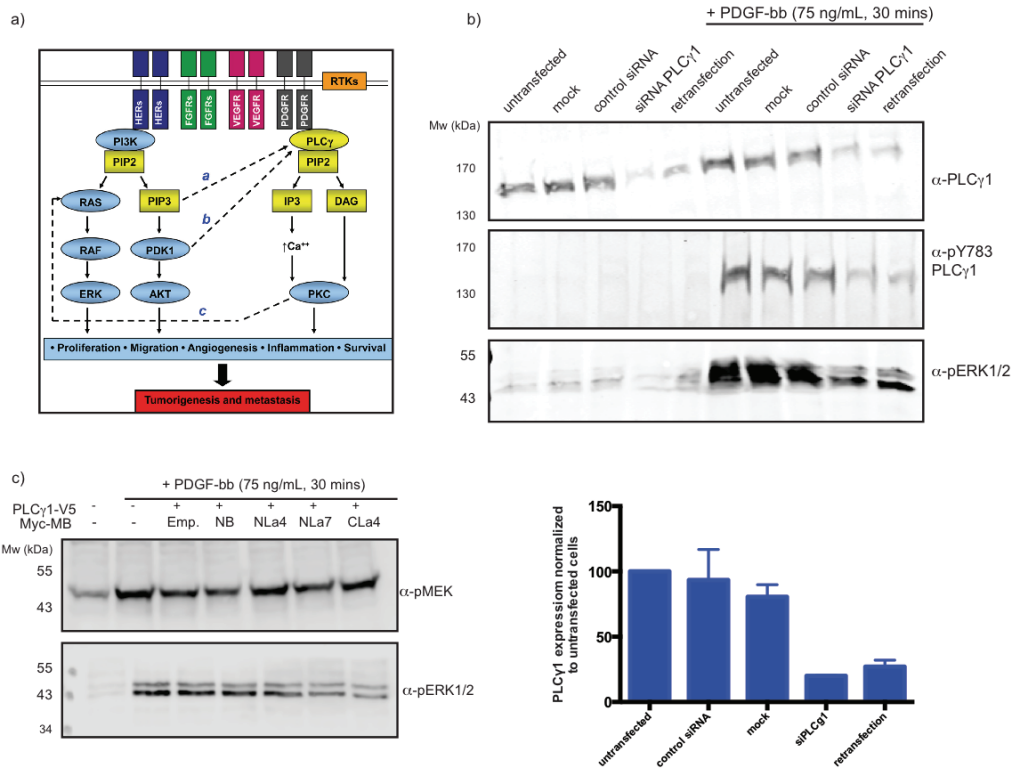 a)
RTKs
HERs
HERs
FGFRs
FGFRs
VEGFR
VEGFR
PDGFR
PDGFR
PI3K
PIP2
PLCγ
PIP2
a
RAS
PIP3
IP3
DAG
b
RAF
PDK1
↑Ca++
ERK
AKT
c
PKC
• Proliferation • Migration • Angiogenesis • Inflammation • Survival
Tumorigenesis and metastasis
b)
+ PDGF-bb (75 ng/mL, 30 mins)
untransfected
mock
control siRNA
siRNA PLCγ1
retransfection
untransfected
mock
control siRNA
siRNA PLCγ1
retransfection
Mw (kDa)
170
130
α-PLCγ1
170
130
α-pY783
PLCγ1
55
43
α-pERK1/2
c)
+ PDGF-bb (75 ng/mL, 30 mins)
PLCγ1-V5 - - + + + + +
Myc-MB - - Emp. NB NLa4 NLa7 CLa4
Mw (kDa)
55
43
α-pMEK
55
43
34
α-pERK1/2
PLCγ1 expressiom normalized
to untransfected cells
150
100
50
0
untransfected
control siRNA
mock
siPLCg1
retransfection